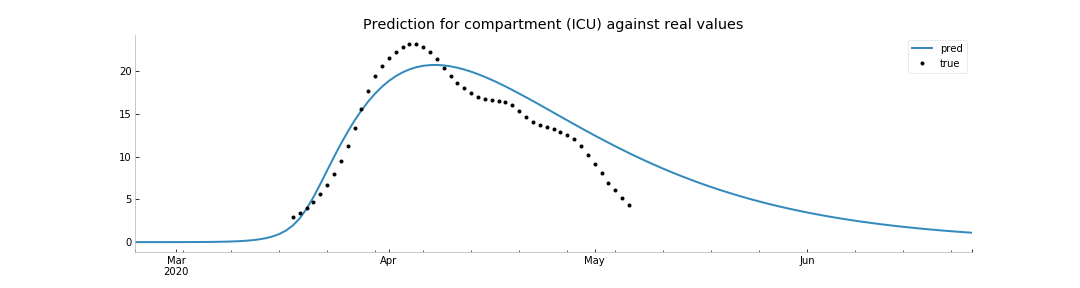 Prediction for compartment (ICU) against real values
pred
true
20
15
10
5
0
Mar
2020
Apr
May
Jun